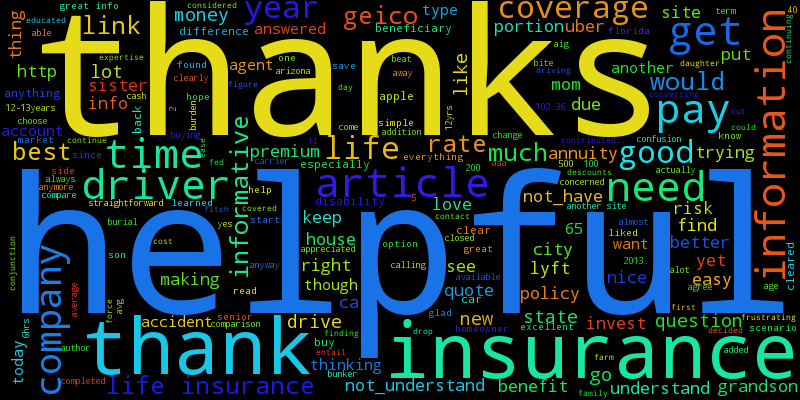 great info
considered
educated
able
thing
link
money
difference
year
geico
answered
beneficiary
type
coverage
portion
uber
site
term
florida
40
thanks
aig
bite
driving
get
put
continuing
http
lot
expertise
clearly
found
agent
save
figure
one
arizona
beat
away
like
mom
another
would
daughter
converting
anything
sister
info
cash
hope
day
apple
due
102.36
pay
cut
12-13years
choose
account
back
2
burden
come
simple
addition
12yrs
contributed.
confusion
could
know
market
continue
buying
ease
fl
life
change
rate
500
100
best
since
time
informative
premium
carrier
aaa
much
annuity
good
trying
everything
especially
200
descounts
actually
side
always
anymore
compare
driver
fed
article
not_have
concerned
need
information
straightforward
learned
help
covered
disability
5
love
another site
risk
fitch
start
keep
contact
almost
burial
yes
house
clear
closed
65
liked
find
helpful
appreciated
great
city
want
better
conjunction
son
cost
option
right
anyway
calling
see
lyft
2013.
yet
cleared
company
making
though
available
nice
alot
agree
easy
age
average
read
ca
quote
car
policy
force
avg
senior
glad
new
state
first
frustrating
6hrs
accident
comparison
drive
homeowner
invest
question
decided
scenario
today
author
thank
finding
buy
drop
excellent
insurance
added
entail
thinking
bunker
farm
completed
life insurance
not_understand
benefit
go
understand
grandson
family